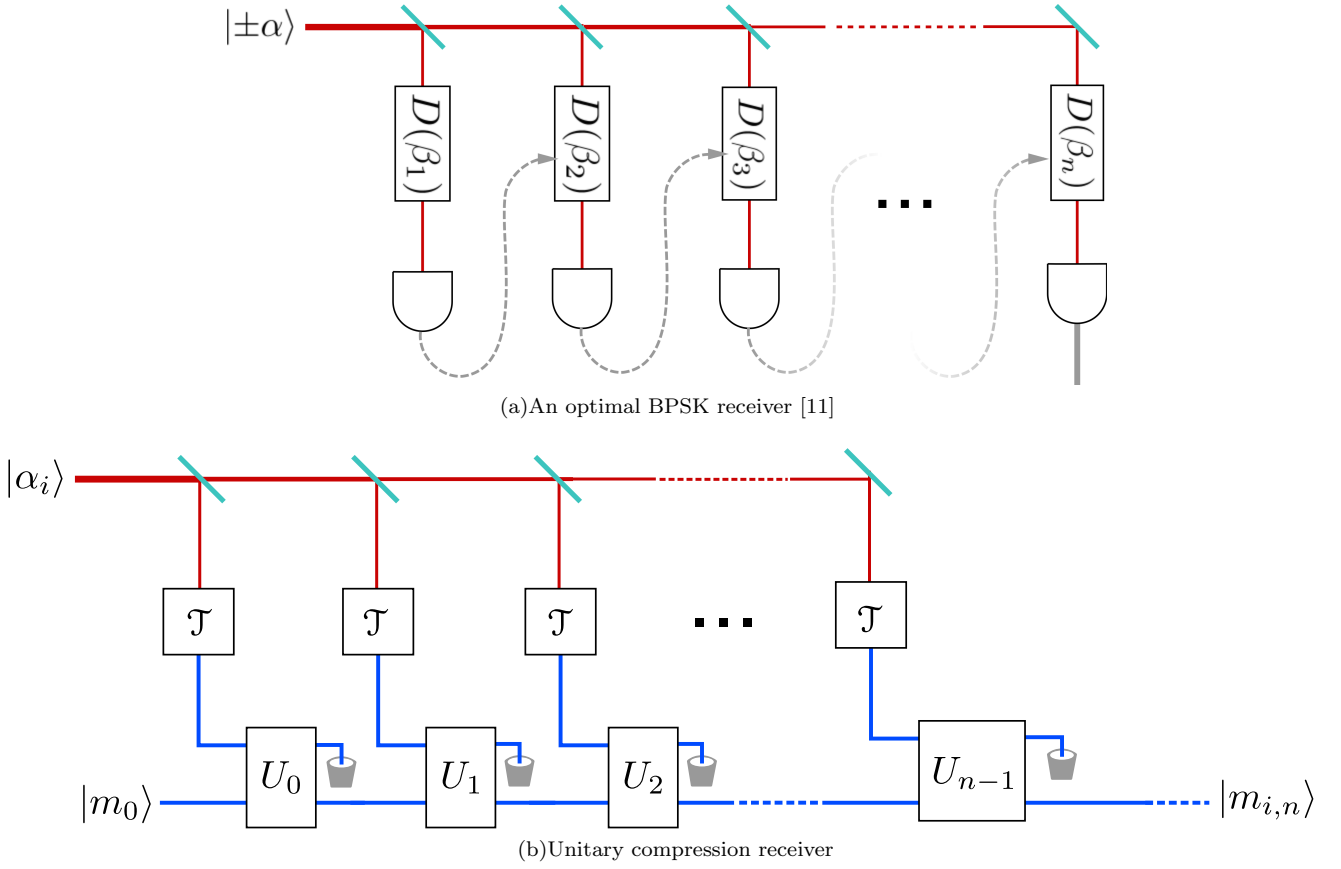 |±α⟩
D(β₁) D(β₂) D(β₃) ... D(βₙ)
(a)An optimal BPSK receiver [11]
|αᵢ⟩
𝒯 𝒯 𝒯 ... 𝒯
U₀ U₁ U₂ Uₙ₋₁
|m₀⟩ |mᵢ,ₙ⟩
(b)Unitary compression receiver